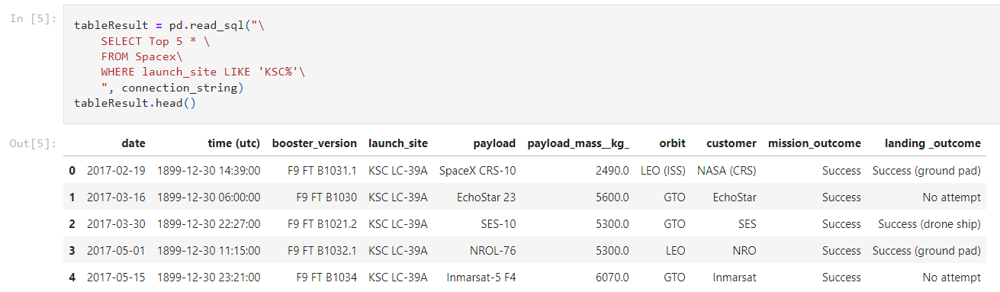 In [5]:
tableResult = pd.read_sql("\
SELECT Top 5 * \
FROM Spacex\
WHERE launch_site LIKE 'KSC%'\
", connection_string)
tableResult.head()
Out[5]:
date time (utc) booster_version launch_site payload payload_mass__kg_ orbit customer mission_outcome landing _outcome
0 2017-02-19 1899-12-30 14:39:00 F9 FT B1031.1 KSC LC-39A SpaceX CRS-10 2490.0 LEO (ISS) NASA (CRS) Success Success (ground pad)
1 2017-03-16 1899-12-30 06:00:00 F9 FT B1030 KSC LC-39A EchoStar 23 5600.0 GTO EchoStar Success No attempt
2 2017-03-30 1899-12-30 22:27:00 F9 FT B1021.2 KSC LC-39A SES-10 5300.0 GTO SES Success Success (drone ship)
3 2017-05-01 1899-12-30 11:15:00 F9 FT B1032.1 KSC LC-39A NROL-76 5300.0 LEO NRO Success Success (ground pad)
4 2017-05-15 1899-12-30 23:21:00 F9 FT B1034 KSC LC-39A Inmarsat-5 F4 6070.0 GTO Inmarsat Success No attempt